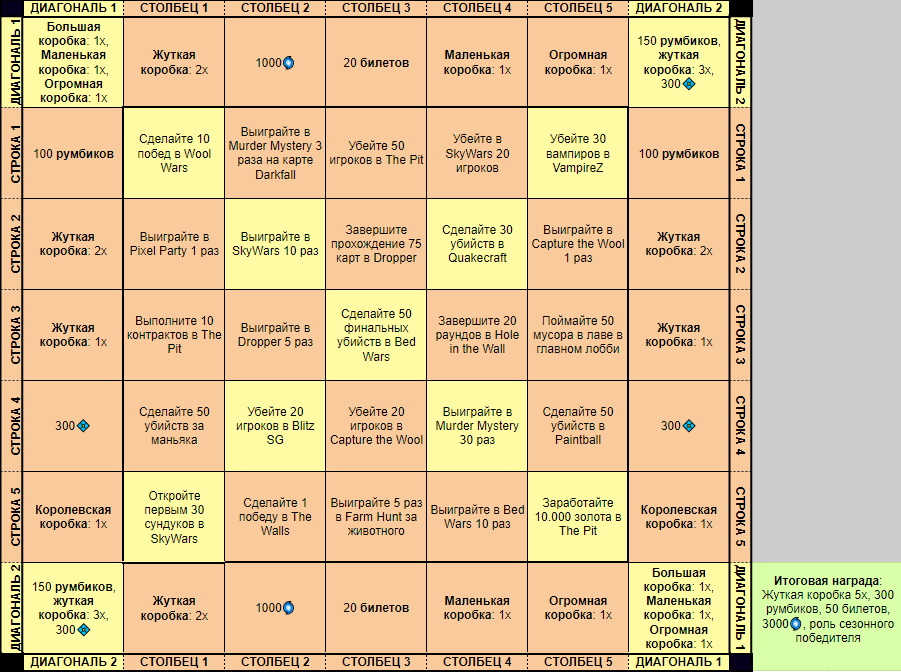 ДИАГОНАЛЬ 1 СТОЛБЕЦ 1 СТОЛБЕЦ 2 СТОЛБЕЦ 3 СТОЛБЕЦ 4 СТОЛБЕЦ 5 ДИАГОНАЛЬ 2
ДИАГОНАЛЬ 1
Большая
коробка: 1x,
Маленькая
коробка: 1x,
Огромная
коробка: 1x
Жуткая
коробка: 2x
1000
20 билетов
Маленькая
коробка: 1x
Огромная
коробка: 1x
150 румбиков,
жуткая
коробка: 3x,
300
ДИАГОНАЛЬ 2
СТРОКА 1
100 румбиков
Сделайте 10
побед в Wool
Wars
Выиграйте в
Murder Mystery 3
раза на карте
Darkfall
Убейте 50
игроков в The Pit
Убейте в
SkyWars 20
игроков
Убейте 30
вампиров в
VampireZ
100 румбиков
СТРОКА 1
СТРОКА 2
Жуткая
коробка: 2x
Выиграйте в
Pixel Party 1 раз
Выиграйте в
SkyWars 10 раз
Завершите
прохождение 75
карт в Dropper
Сделайте 30
убийств в
Quakecraft
Выиграйте в
Capture the Wool
1 раз
Жуткая
коробка: 2x
СТРОКА 2
СТРОКА 3
Жуткая
коробка: 1x
Выполните 10
контрактов в The
Pit
Выиграйте в
Dropper 5 раз
Сделайте 50
финальных
убийств в Bed
Wars
Завершите 20
раундов в Hole
in the Wall
Поймайте 50
мусора в лаве в
главном лобби
Жуткая
коробка: 1x
СТРОКА 3
СТРОКА 4
300
Сделайте 50
убийств за
маньяка
Убейте 20
игроков в Blitz
SG
Убейте 20
игроков в
Capture the Wool
Выиграйте в
Murder Mystery
30 раз
Сделайте 50
убийств в
Paintball
300
СТРОКА 4
СТРОКА 5
Королевская
коробка: 1x
Откройте
первым 30
сундуков в
SkyWars
Сделайте 1
победу в The
Walls
Выиграйте 5 раз
в Farm Hunt за
животного
Выиграйте в Bed
Wars 10 раз
Заработайте
10.000 золота в
The Pit
Королевская
коробка: 1x
СТРОКА 5
ДИАГОНАЛЬ 2
150 румбиков,
жуткая
коробка: 3x,
300
Жуткая
коробка: 2x
1000
20 билетов
Маленькая
коробка: 1x
Огромная
коробка: 1x
Большая
коробка: 1x,
Маленькая
коробка: 1x,
Огромная
коробка: 1x
ДИАГОНАЛЬ 1
Итоговая награда:
Жуткая коробка 5x, 300
румбиков, 50 билетов,
3000, роль сезонного
победителя
ДИАГОНАЛЬ 2 СТОЛБЕЦ 1 СТОЛБЕЦ 2 СТОЛБЕЦ 3 СТОЛБЕЦ 4 СТОЛБЕЦ 5 ДИАГОНАЛЬ 1